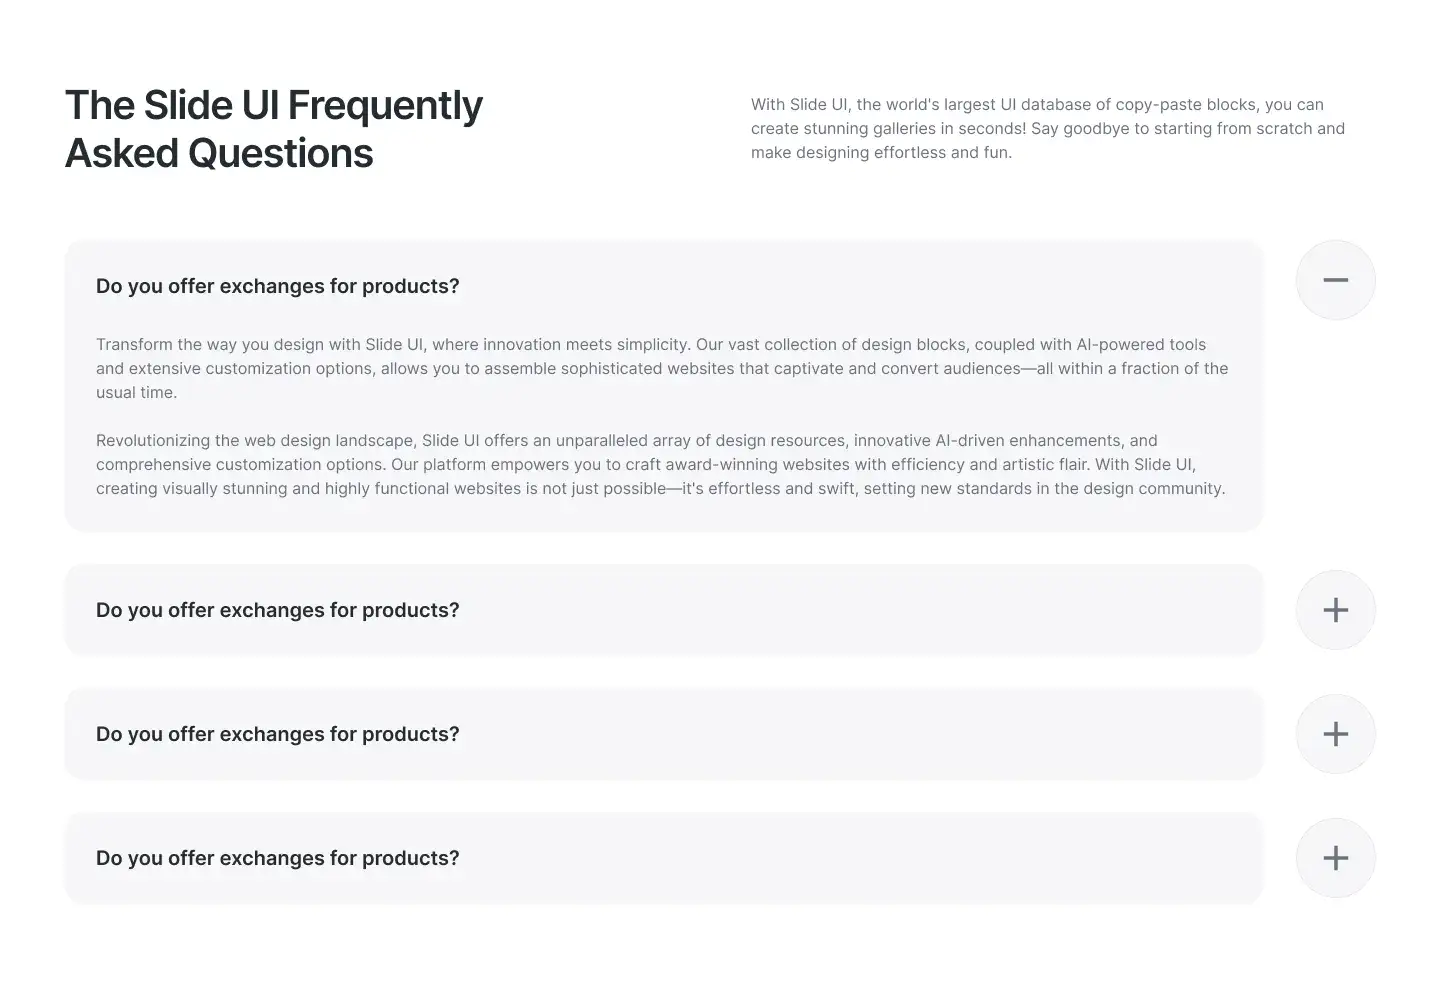 The Slide UI Frequently
Asked Questions
With Slide UI, the world's largest UI database of copy-paste blocks, you can
create stunning galleries in seconds! Say goodbye to starting from scratch and
make designing effortless and fun.
Do you offer exchanges for products?
Transform the way you design with Slide UI, where innovation meets simplicity. Our vast collection of design blocks, coupled with AI-powered tools
and extensive customization options, allows you to assemble sophisticated websites that captivate and convert audiences—all within a fraction of the
usual time.
Revolutionizing the web design landscape, Slide UI offers an unparalleled array of design resources, innovative AI-driven enhancements, and
comprehensive customization options. Our platform empowers you to craft award-winning websites with efficiency and artistic flair. With Slide UI,
creating visually stunning and highly functional websites is not just possible—it's effortless and swift, setting new standards in the design community.
Do you offer exchanges for products?
Do you offer exchanges for products?
Do you offer exchanges for products?